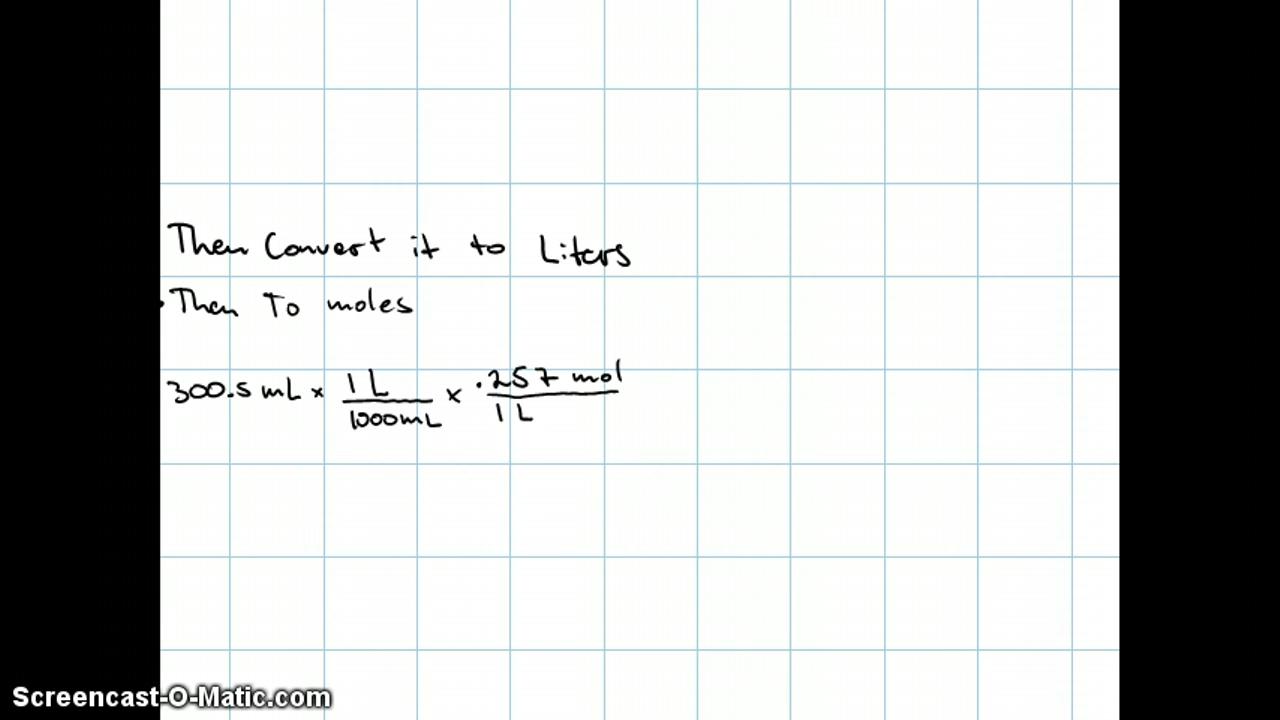 Then Convert it to Liters
• Then To moles
300.5 mL × 1 L / 1000 mL × .257 mol / 1 L
Screencast-O-Matic.com